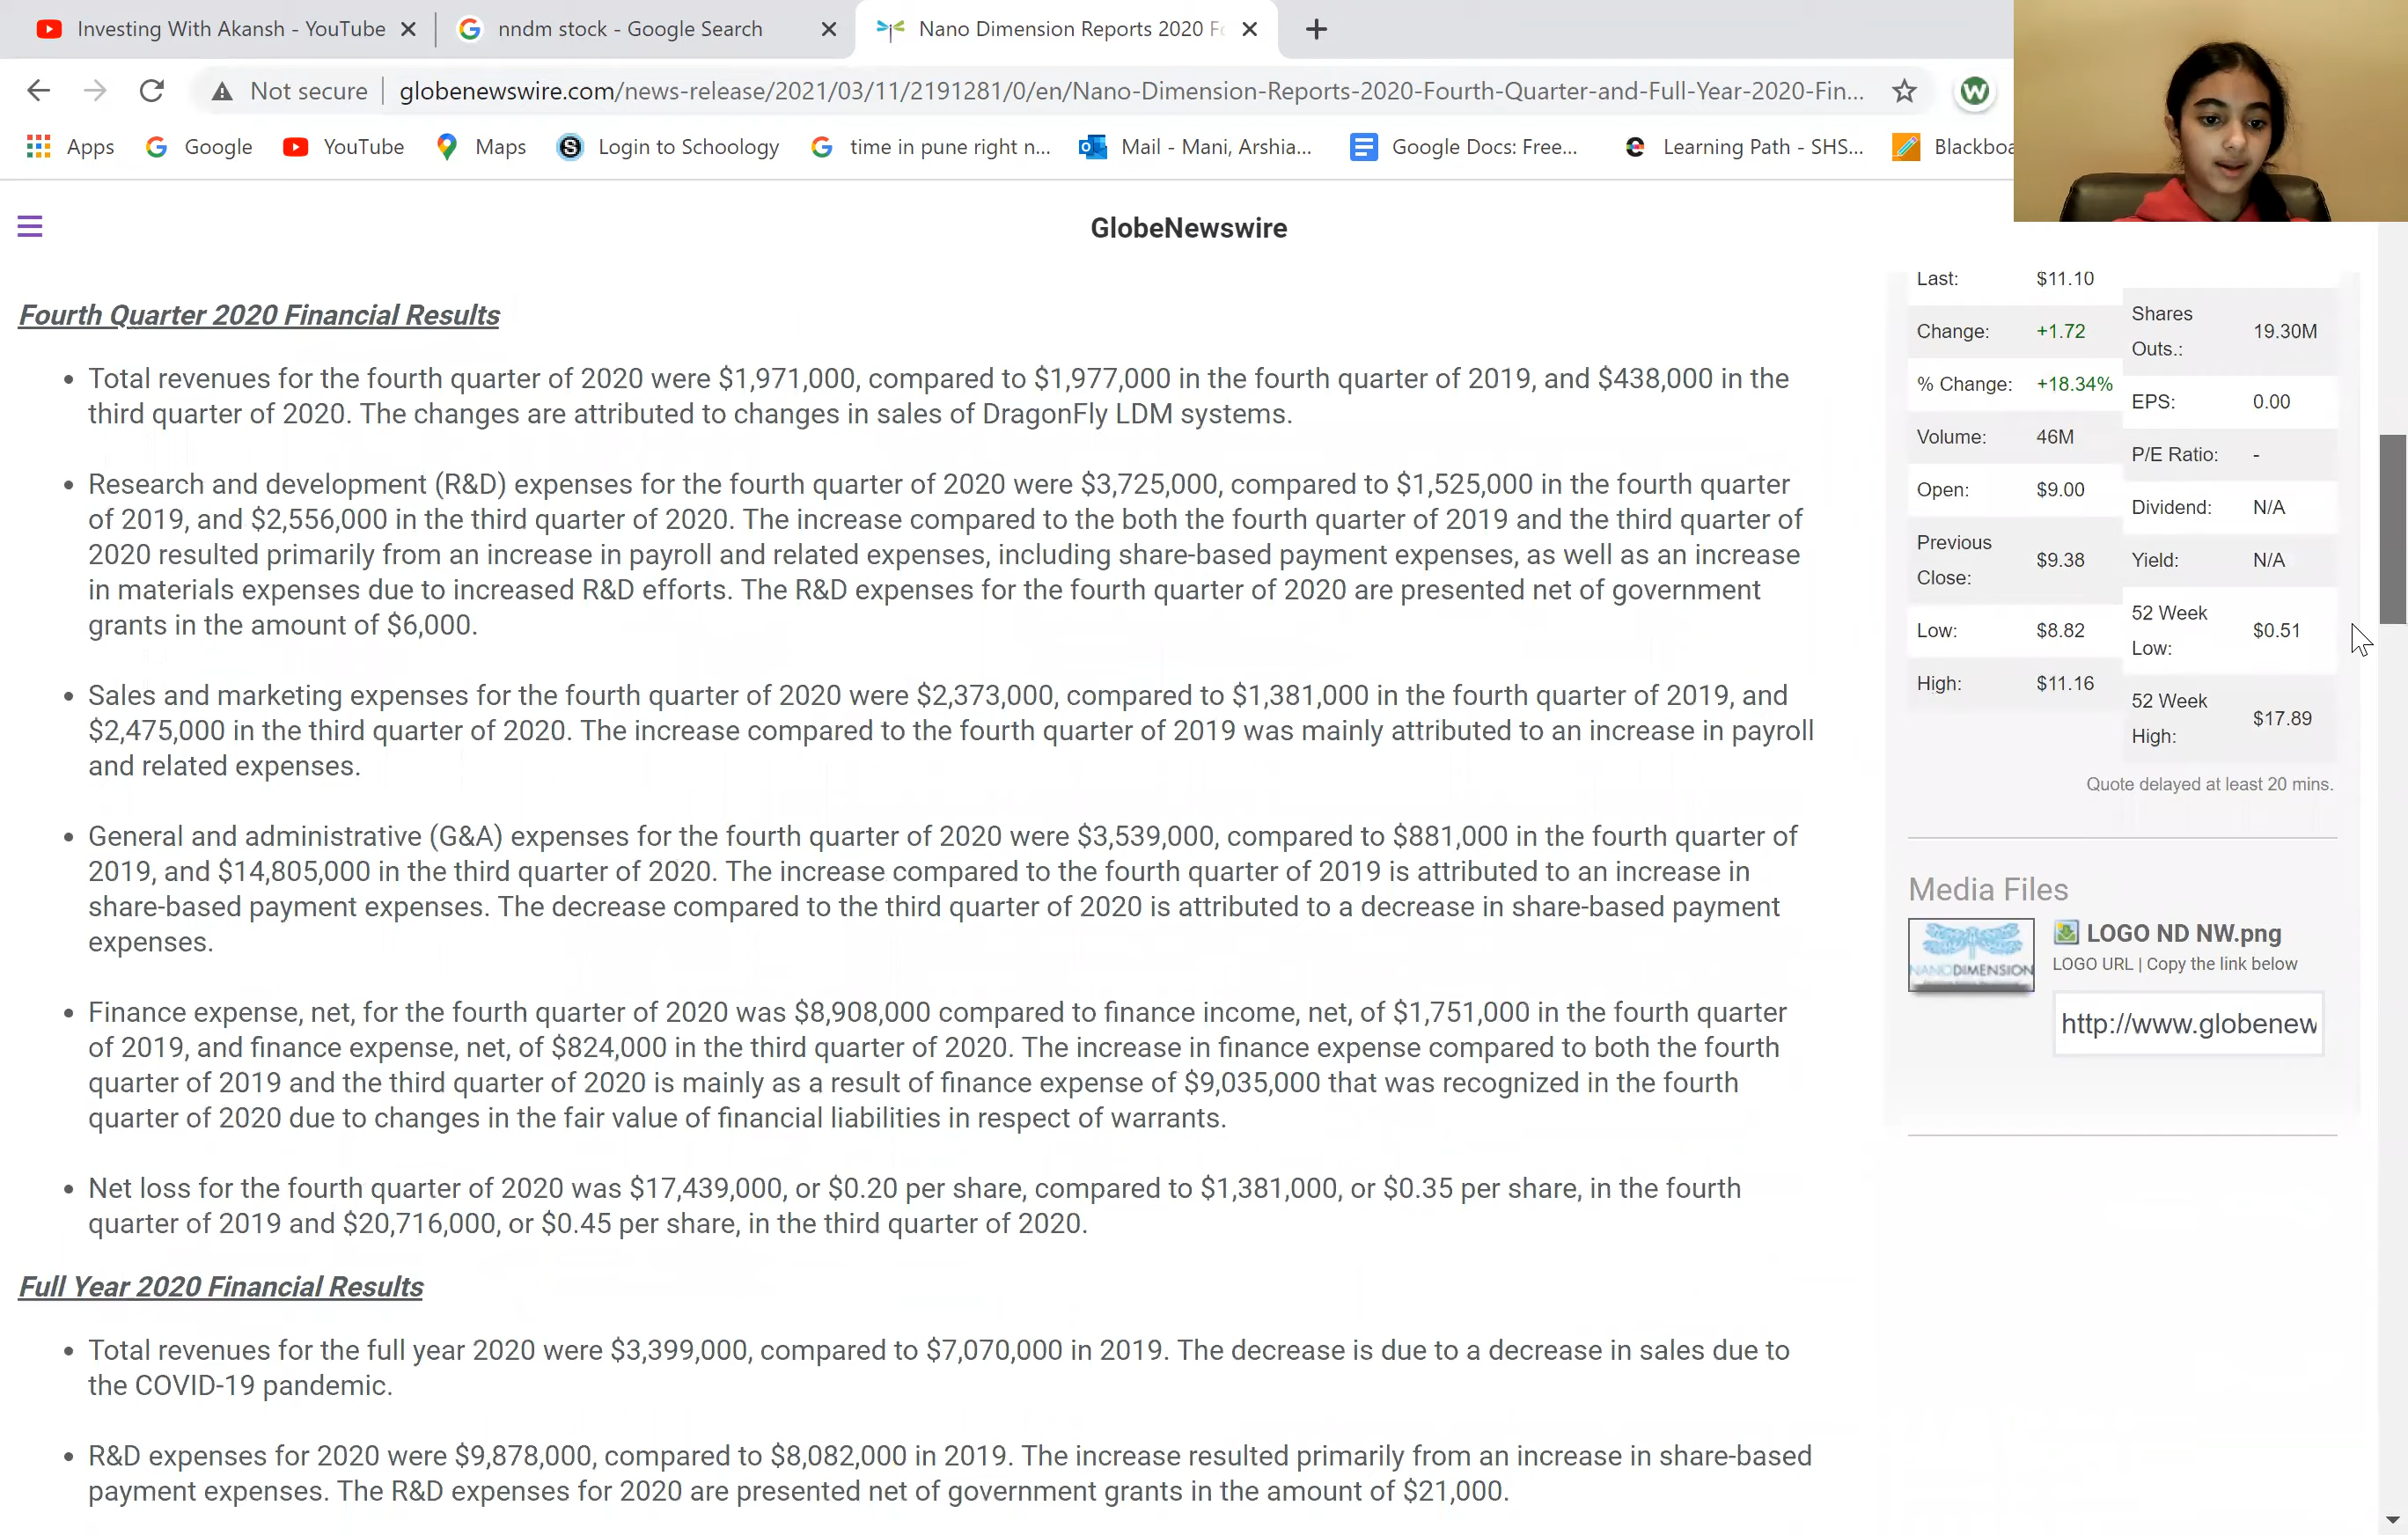 Investing With Akansh - YouTube
nndm stock - Google Search
Nano Dimension Reports 2020
Not secure
globenewswire.com/news-release/2021/03/11/2191281/0/en/Nano-Dimension-Reports-2020-Fourth-Quarter-and-Full-Year-2020-Fin...
W
Apps
Google
YouTube
Maps
Login to Schoology
time in pune right n...
Mail - Mani, Arshia...
Google Docs: Free...
Learning Path - SHS...
GlobeNewswire
Fourth Quarter 2020 Financial Results
Total revenues for the fourth quarter of 2020 were $1,971,000, compared to $1,977,000 in the fourth quarter of 2019, and $438,000 in the
third quarter of 2020. The changes are attributed to changes in sales of DragonFly LDM systems.
Research and development (R&D) expenses for the fourth quarter of 2020 were $3,725,000, compared to $1,525,000 in the fourth quarter
of 2019, and $2,556,000 in the third quarter of 2020. The increase compared to the both the fourth quarter of 2019 and the third quarter of
2020 resulted primarily from an increase in payroll and related expenses, including share-based payment expenses, as well as an increase
in materials expenses due to increased R&D efforts. The R&D expenses for the fourth quarter of 2020 are presented net of government
grants in the amount of $6,000.
Sales and marketing expenses for the fourth quarter of 2020 were $2,373,000, compared to $1,381,000 in the fourth quarter of 2019, and
$2,475,000 in the third quarter of 2020. The increase compared to the fourth quarter of 2019 was mainly attributed to an increase in payroll
and related expenses.
General and administrative (G&A) expenses for the fourth quarter of 2020 were $3,539,000, compared to $881,000 in the fourth quarter of
2019, and $14,805,000 in the third quarter of 2020. The increase compared to the fourth quarter of 2019 is attributed to an increase in
share-based payment expenses. The decrease compared to the third quarter of 2020 is attributed to a decrease in share-based payment
expenses.
Finance expense, net, for the fourth quarter of 2020 was $8,908,000 compared to finance income, net, of $1,751,000 in the fourth quarter
of 2019, and finance expense, net, of $824,000 in the third quarter of 2020. The increase in finance expense compared to both the fourth
quarter of 2019 and the third quarter of 2020 is mainly as a result of finance expense of $9,035,000 that was recognized in the fourth
quarter of 2020 due to changes in the fair value of financial liabilities in respect of warrants.
Net loss for the fourth quarter of 2020 was $17,439,000, or $0.20 per share, compared to $1,381,000, or $0.35 per share, in the fourth
quarter of 2019 and $20,716,000, or $0.45 per share, in the third quarter of 2020.
Full Year 2020 Financial Results
Total revenues for the full year 2020 were $3,399,000, compared to $7,070,000 in 2019. The decrease is due to a decrease in sales due to
the COVID-19 pandemic.
R&D expenses for 2020 were $9,878,000, compared to $8,082,000 in 2019. The increase resulted primarily from an increase in share-based
payment expenses. The R&D expenses for 2020 are presented net of government grants in the amount of $21,000.
Last: $11.10
Change: +1.72
% Change: +18.34%
Volume: 46M
Open: $9.00
Previous
Close: $9.38
Low: $8.82
High: $11.16
Shares
Outs.: 19.30M
EPS: 0.00
P/E Ratio: -
Dividend: N/A
Yield: N/A
52 Week
Low: $0.51
52 Week
High: $17.89
Quote delayed at least 20 mins.
Media Files
NANODIMENSION
LOGO ND NW.png
LOGO URL | Copy the link below
http://www.globenew